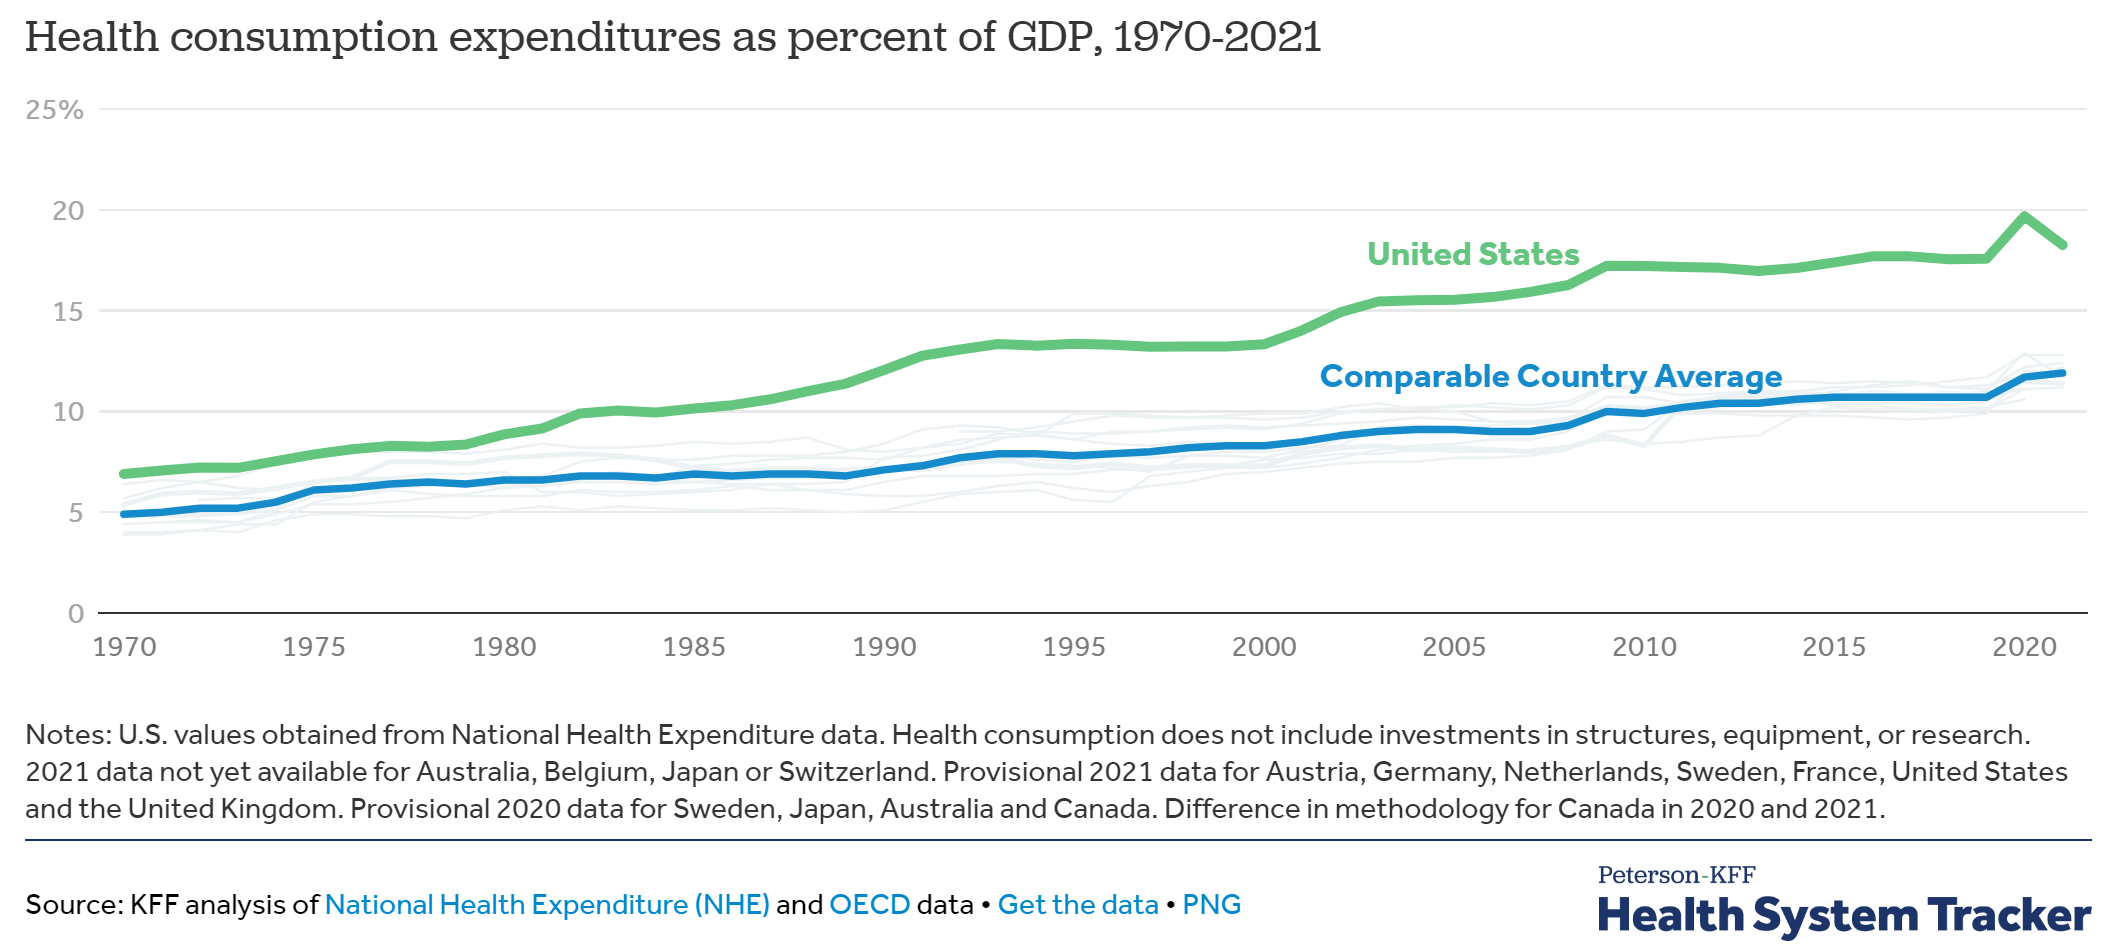 Health consumption expenditures as percent of GDP, 1970-2021
25%
20
15
10
5
0
United States
Comparable Country Average
1970 1975 1980 1985 1990 1995 2000 2005 2010 2015 2020
Notes: U.S. values obtained from National Health Expenditure data. Health consumption does not include investments in structures, equipment, or research.
2021 data not yet available for Australia, Belgium, Japan or Switzerland. Provisional 2021 data for Austria, Germany, Netherlands, Sweden, France, United States
and the United Kingdom. Provisional 2020 data for Sweden, Japan, Australia and Canada. Difference in methodology for Canada in 2020 and 2021.
Source: KFF analysis of National Health Expenditure (NHE) and OECD data • Get the data • PNG
Peterson-KFF
Health System Tracker